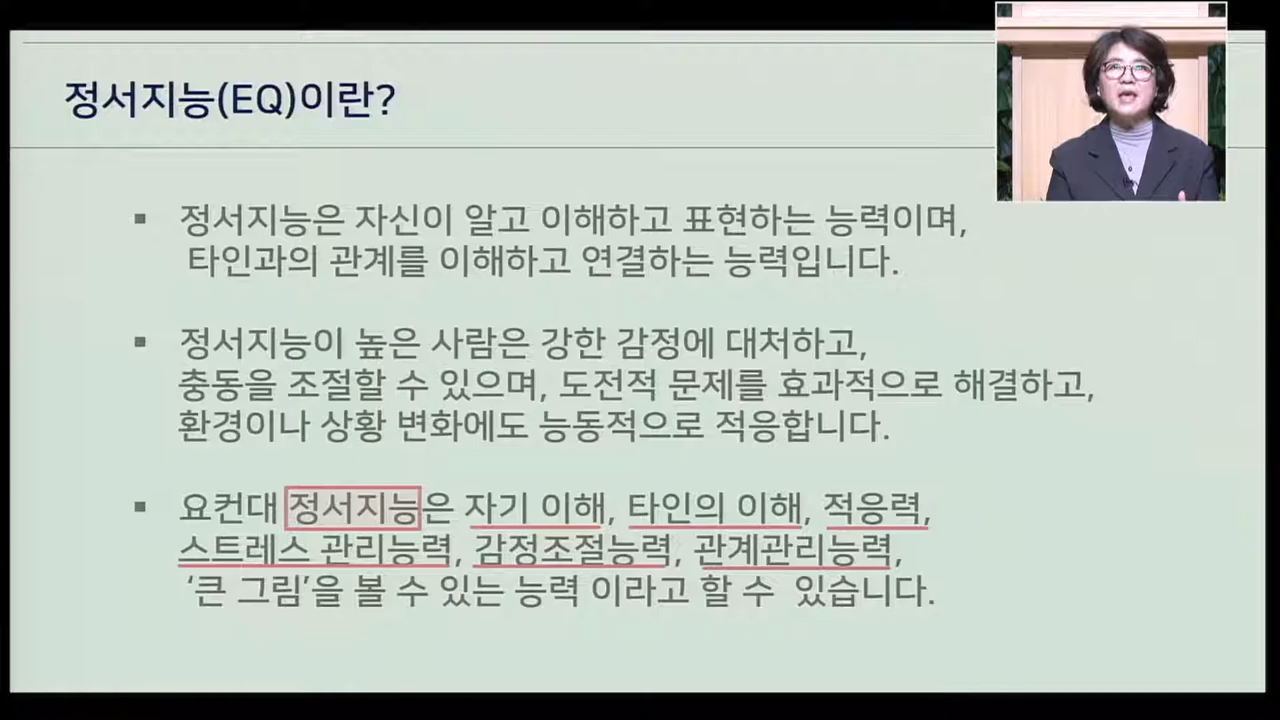 정서지능(EQ)이란?
▪ 정서지능은 자신이 알고 이해하고 표현하는 능력이며,
타인과의 관계를 이해하고 연결하는 능력입니다.
▪ 정서지능이 높은 사람은 강한 감정에 대처하고,
충동을 조절할 수 있으며, 도전적 문제를 효과적으로 해결하고,
환경이나 상황 변화에도 능동적으로 적응합니다.
▪ 요컨대 정서지능은 자기 이해, 타인의 이해, 적응력,
스트레스 관리능력, 감정조절능력, 관계관리능력,
‘큰 그림’을 볼 수 있는 능력 이라고 할 수 있습니다.